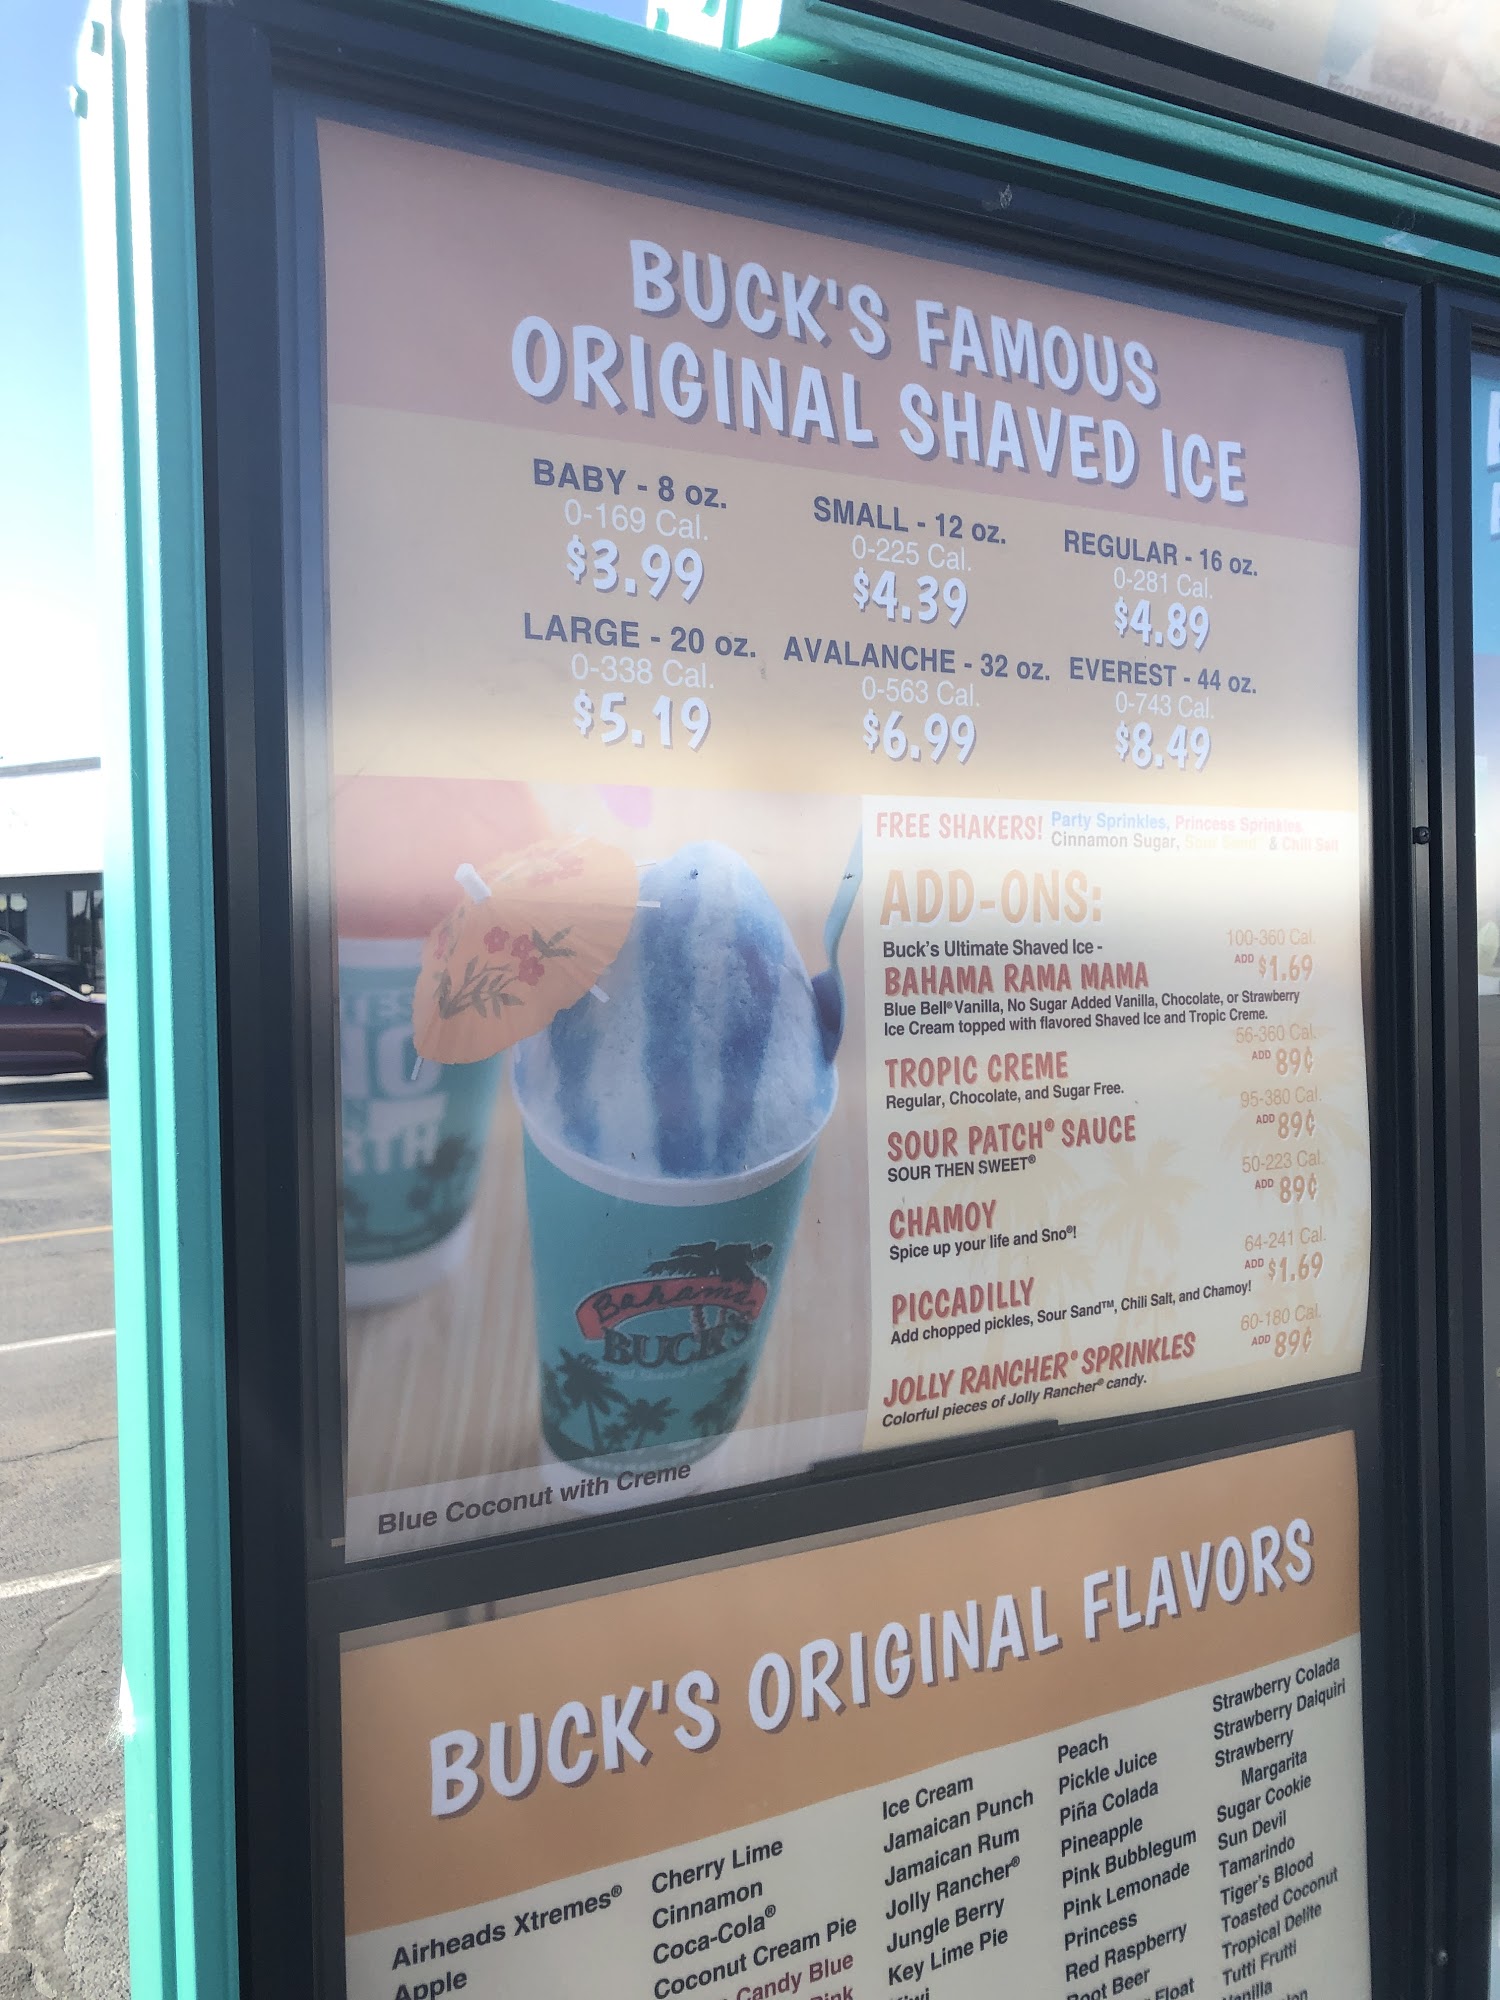 BUCK'S FAMOUS
ORIGINAL SHAVED ICE
BABY - 8 oz.
0-169 Cal.
$3.99
SMALL - 12 oz.
0-225 Cal.
$4.39
REGULAR - 16 oz.
0-281 Cal.
$4.89
LARGE - 20 oz.
0-338 Cal.
$5.19
AVALANCHE - 32 oz.
0-563 Cal.
$6.99
EVEREST - 44 oz.
0-743 Cal.
$8.49
FREE SHAKERS! Party Sprinkles, Princess Sprinkles,
Cinnamon Sugar, Sour Sand™ & Chili Salt
ADD-ONS:
Buck's Ultimate Shaved Ice -
100-360 Cal.
BAHAMA RAMA MAMA ADD $1.69
Blue Bell® Vanilla, No Sugar Added Vanilla, Chocolate, or Strawberry
Ice Cream topped with flavored Shaved Ice and Tropic Creme.
56-360 Cal.
TROPIC CREME ADD 89¢
Regular, Chocolate, and Sugar Free.
95-380 Cal.
SOUR PATCH® SAUCE ADD 89¢
SOUR THEN SWEET®
50-223 Cal.
CHAMOY ADD 89¢
Spice up your life and Sno®!
64-241 Cal.
PICCADILLY ADD $1.69
Add chopped pickles, Sour Sand™, Chili Salt, and Chamoy!
60-180 Cal.
JOLLY RANCHER® SPRINKLES ADD 89¢
Colorful pieces of Jolly Rancher® candy.
Bahama
BUCK'S
Blue Coconut with Creme
BUCK'S ORIGINAL FLAVORS
Airheads Xtremes®
Apple
Cherry Lime
Cinnamon
Coca-Cola®
Coconut Cream Pie
Candy Blue
Pink
Ice Cream
Jamaican Punch
Jamaican Rum
Jolly Rancher®
Jungle Berry
Key Lime Pie
Kiwi
Peach
Pickle Juice
Piña Colada
Pineapple
Pink Bubblegum
Pink Lemonade
Princess
Red Raspberry
Root Beer
Float
Strawberry Colada
Strawberry Daiquiri
Strawberry
Margarita
Sugar Cookie
Sun Devil
Tamarindo
Tiger's Blood
Toasted Coconut
Tropical Delite
Tutti Frutti
Vanilla